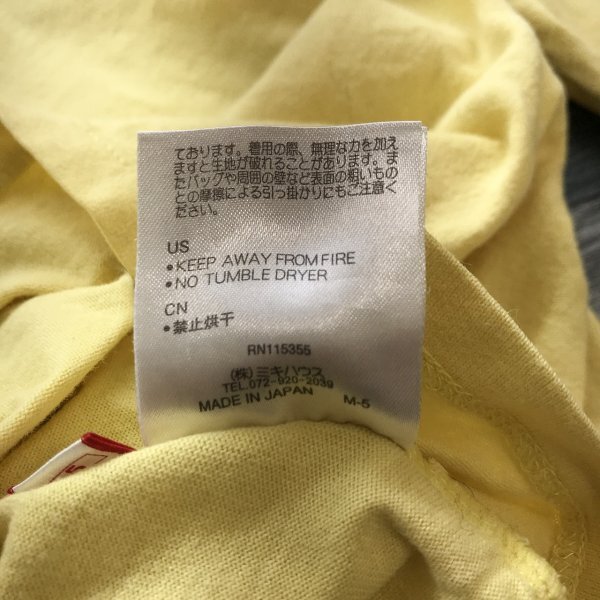 ております。着用の際、無理な力を加え
ますと生地が破れることがあります。ま
たバッグや周囲の壁など表面の粗いもの
との摩擦による引っ掛かりにもご注意く
ださい。
US
•KEEP AWAY FROM FIRE
•NO TUMBLE DRYER
CN
•禁止烘干
RN115355
(株)ミキハウス
TEL.072-920-2039
MADE IN JAPAN M-5